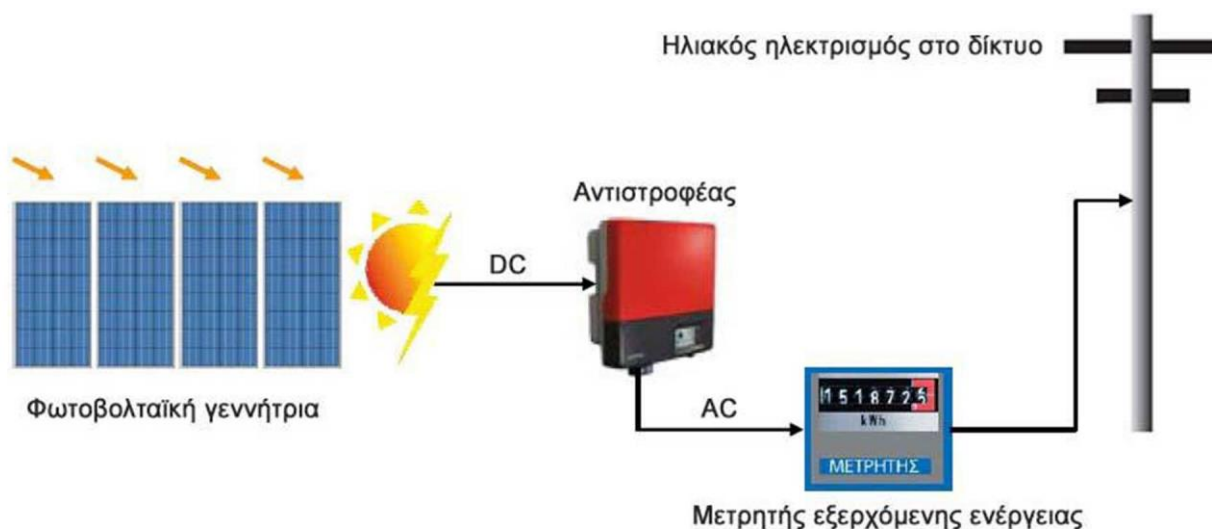 Ηλιακός ηλεκτρισμός στο δίκτυο
Αντιστροφέας
DC
Φωτοβολταϊκή γεννήτρια
AC
kWh
ΜΕΤΡΗΤΗΣ
Μετρητής εξερχόμενης ενέργειας